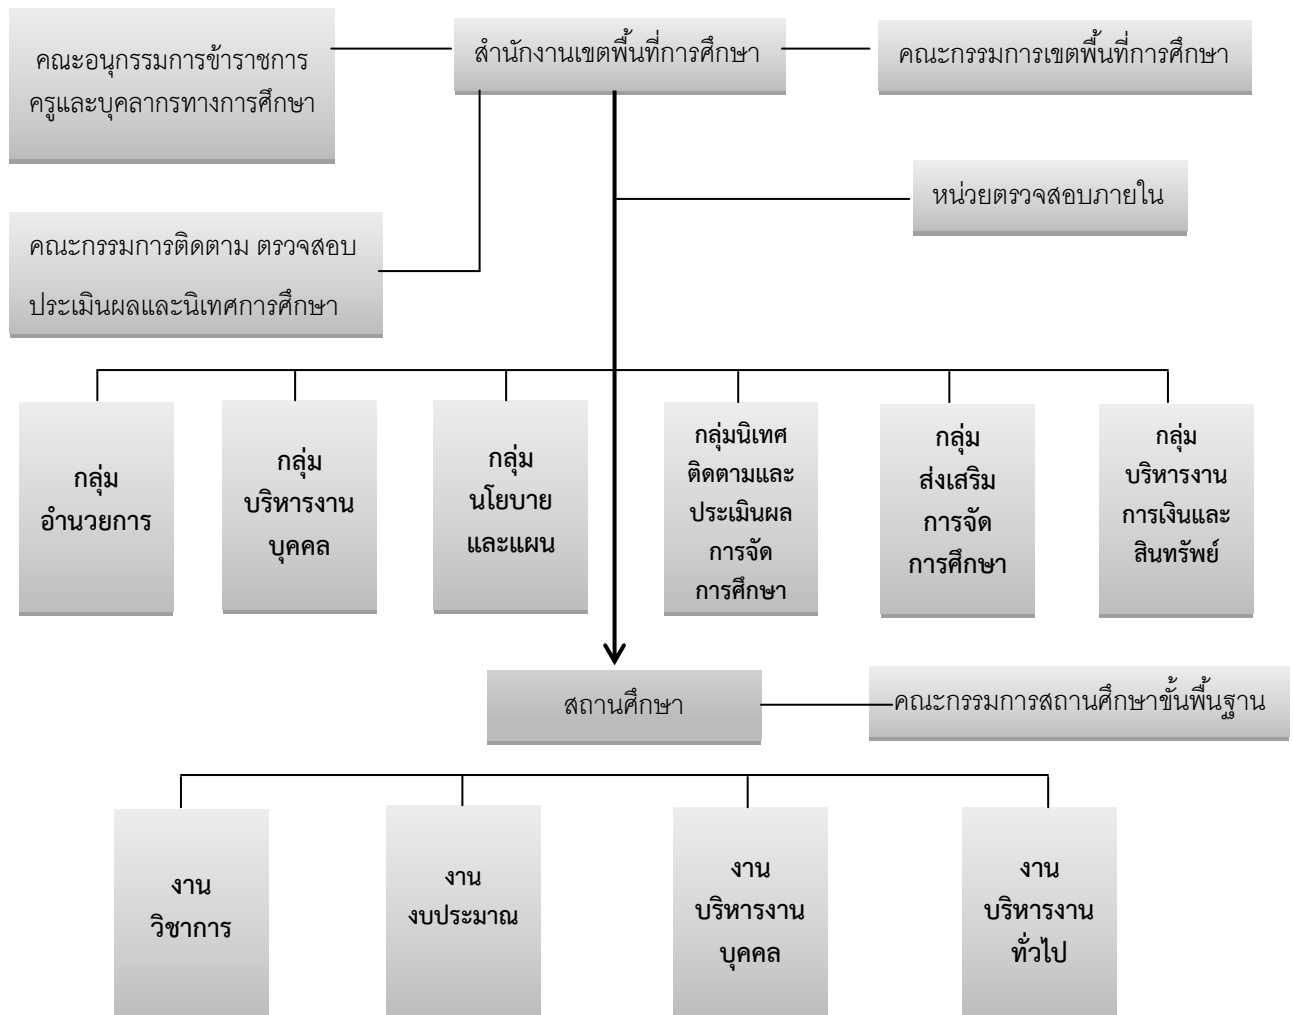 คณะอนุกรรมการข้าราชการ
ครูและบุคลากรทางการศึกษา
สำนักงานเขตพื้นที่การศึกษา
คณะกรรมการเขตพื้นที่การศึกษา
หน่วยตรวจสอบภายใน
คณะกรรมการติดตาม ตรวจสอบ
ประเมินผลและนิเทศการศึกษา
กลุ่ม
อำนวยการ
กลุ่ม
บริหารงาน
บุคคล
กลุ่ม
นโยบาย
และแผน
กลุ่มนิเทศ
ติดตามและ
ประเมินผล
การจัด
การศึกษา
กลุ่ม
ส่งเสริม
การจัด
การศึกษา
กลุ่ม
บริหารงาน
การเงินและ
สินทรัพย์
สถานศึกษา
คณะกรรมการสถานศึกษาขั้นพื้นฐาน
งาน
วิชาการ
งาน
งบประมาณ
งาน
บริหารงาน
บุคคล
งาน
บริหารงาน
ทั่วไป